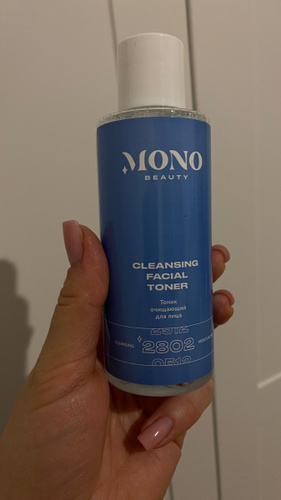 MONO
BEAUTY
CLEANSING
FACIAL
TONER
Тоник
очищающий
для лица
2802